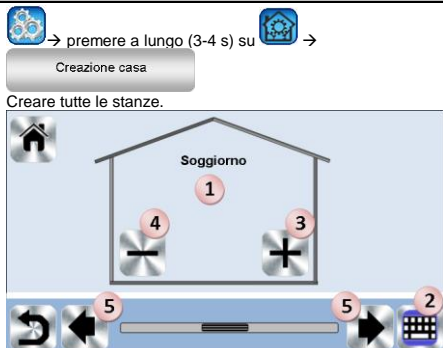 → premere a lungo (3-4 s) su →
Creazione casa
Creare tutte le stanze.
Soggiorno
1
4
3
5
5
2